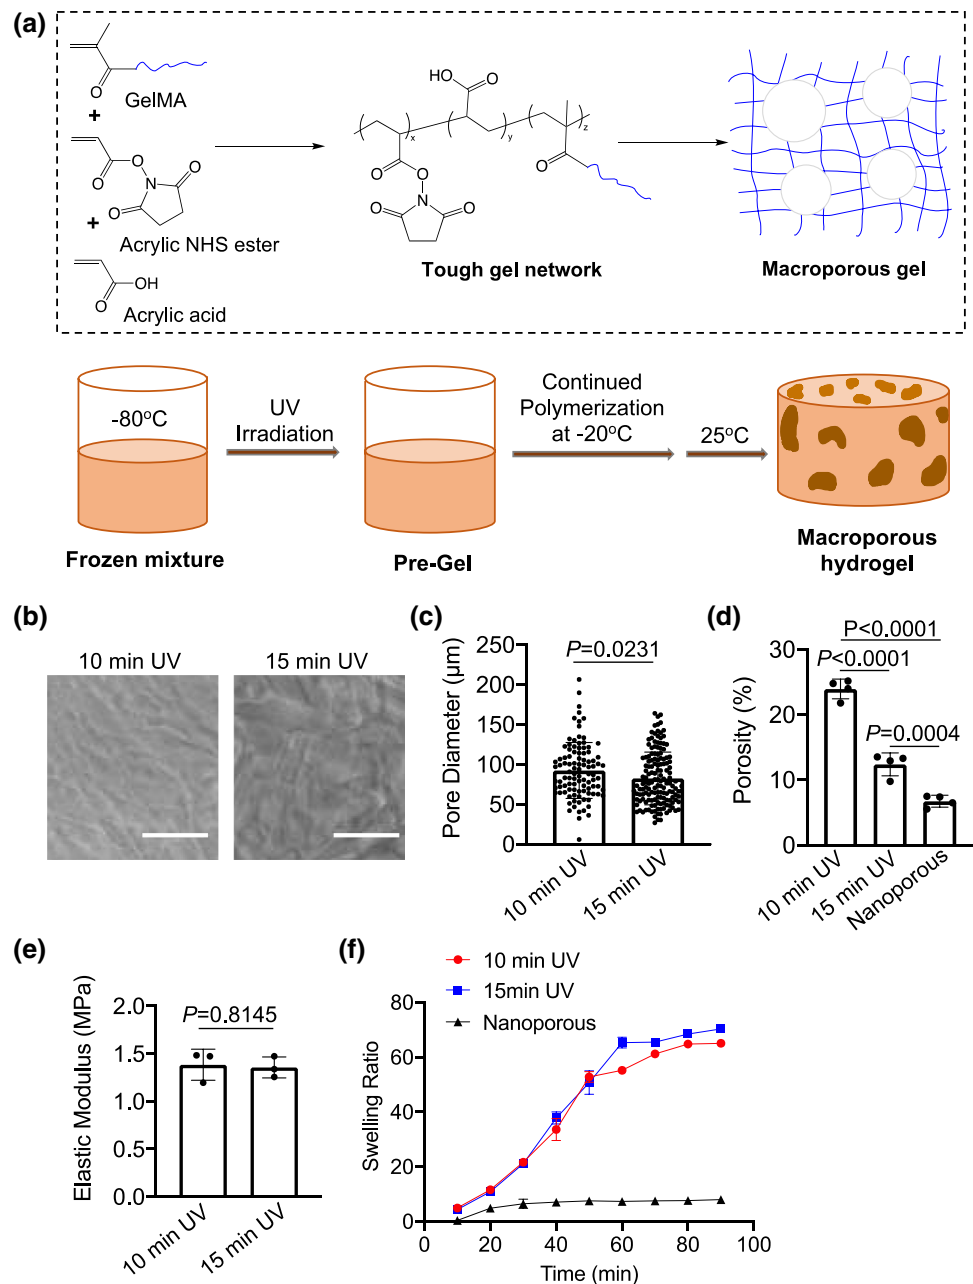 (a)
GelMA
+
Acrylic NHS ester
+
Acrylic acid
O
O
O
N
O
O
O
OH
HO
O
x
y
z
O
O
O
N
O
O
Tough gel network
Macroporous gel
-80°C
UV
Irradiation
Continued
Polymerization
at -20°C
25°C
Frozen mixture
Pre-Gel
Macroporous
hydrogel
(b)
10 min UV
15 min UV
(c)
Pore Diameter (µm)
250
200
150
100
50
0
P=0.0231
10 min UV
15 min UV
(d)
Porosity (%)
30
20
10
0
P<0.0001
P<0.0001
P=0.0004
10 min UV
15 min UV
Nanoporous
(e)
Elastic Modulus (MPa)
2.0
1.5
1.0
0.5
0.0
P=0.8145
10 min UV
15 min UV
(f)
10 min UV
15min UV
Nanoporous
Swelling Ratio
80
60
40
20
0
0
20
40
60
80
100
Time (min)